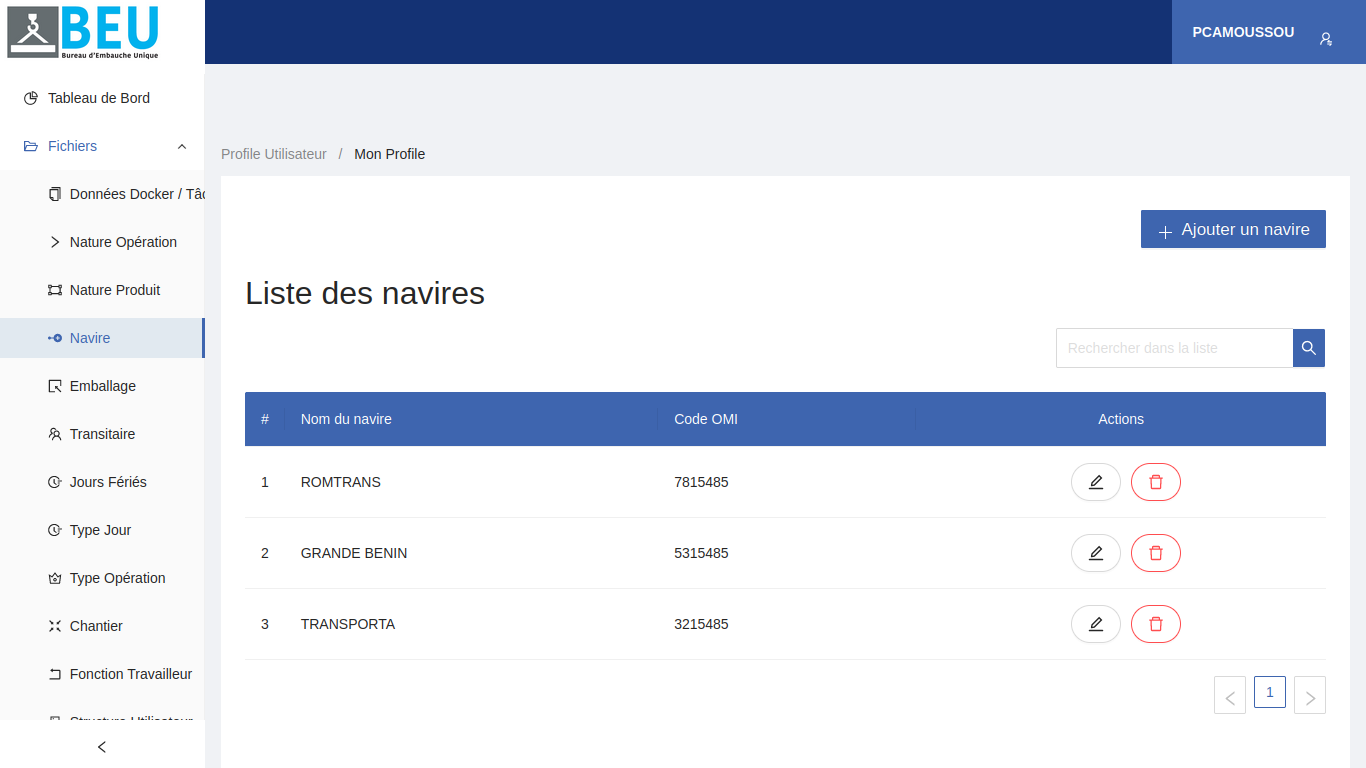 BEU
Bureau d'Embauche Unique
PCAMOUSSOU
Tableau de Bord
Fichiers
Données Docker / Tâc
Nature Opération
Nature Produit
Navire
Emballage
Transitaire
Jours Fériés
Type Jour
Type Opération
Chantier
Fonction Travailleur
Structure Utilisateur
Profile Utilisateur / Mon Profile
Ajouter un navire
Liste des navires
Rechercher dans la liste
# Nom du navire Code OMI Actions
1 ROMTRANS 7815485
2 GRANDE BENIN 5315485
3 TRANSPORTA 3215485
1